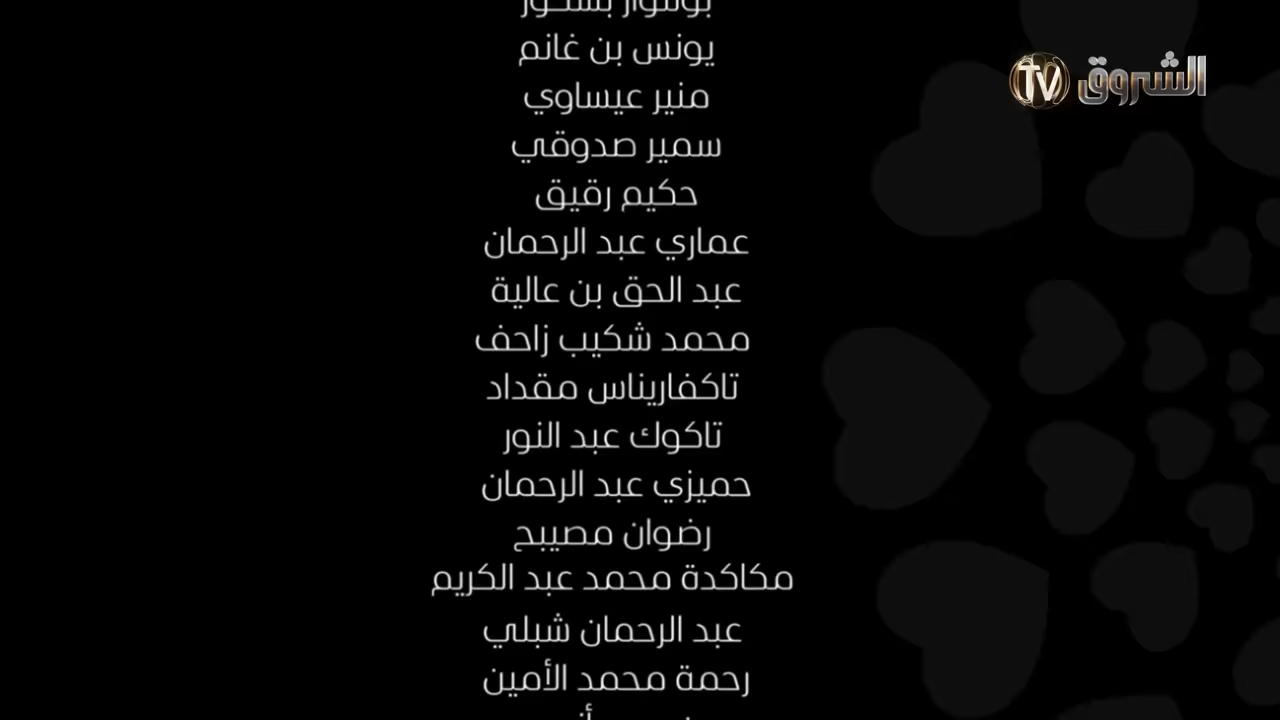 الشروق TV
يونس بن غانم
منير عيساوي
سمير صدوقي
حكيم رقيق
عماري عبد الرحمان
عبد الحق بن عالية
محمد شكيب زاحف
تاكفاريناس مقداد
تاكوك عبد النور
حميزي عبد الرحمان
رضوان مصيبح
مكاكدة محمد عبد الكريم
عبد الرحمان شبلي
رحمة محمد الأمين